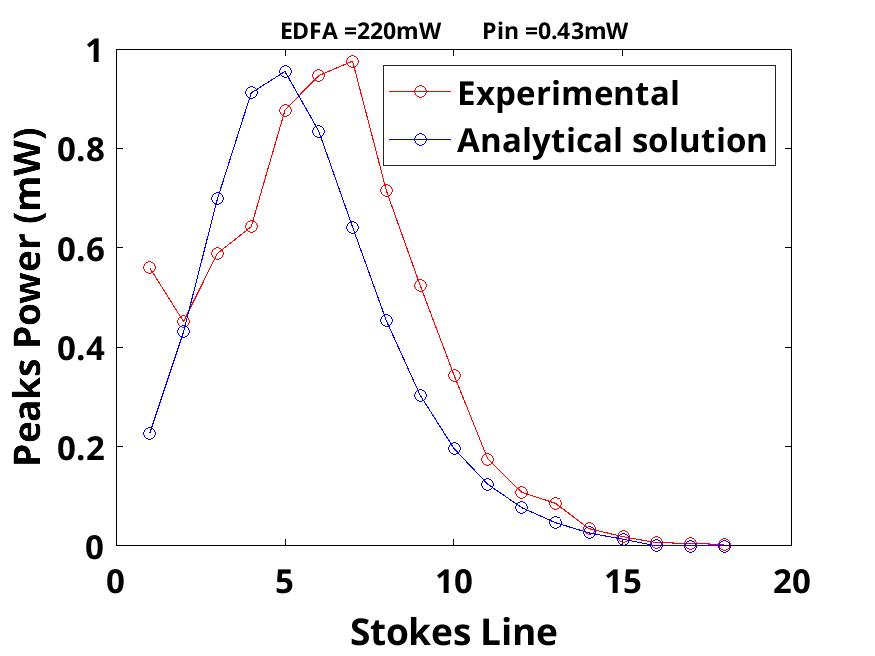 EDFA =220mW Pin =0.43mW
Experimental
Analytical solution
Peaks Power (mW)
1
0.8
0.6
0.4
0.2
0
0 5 10 15 20
Stokes Line